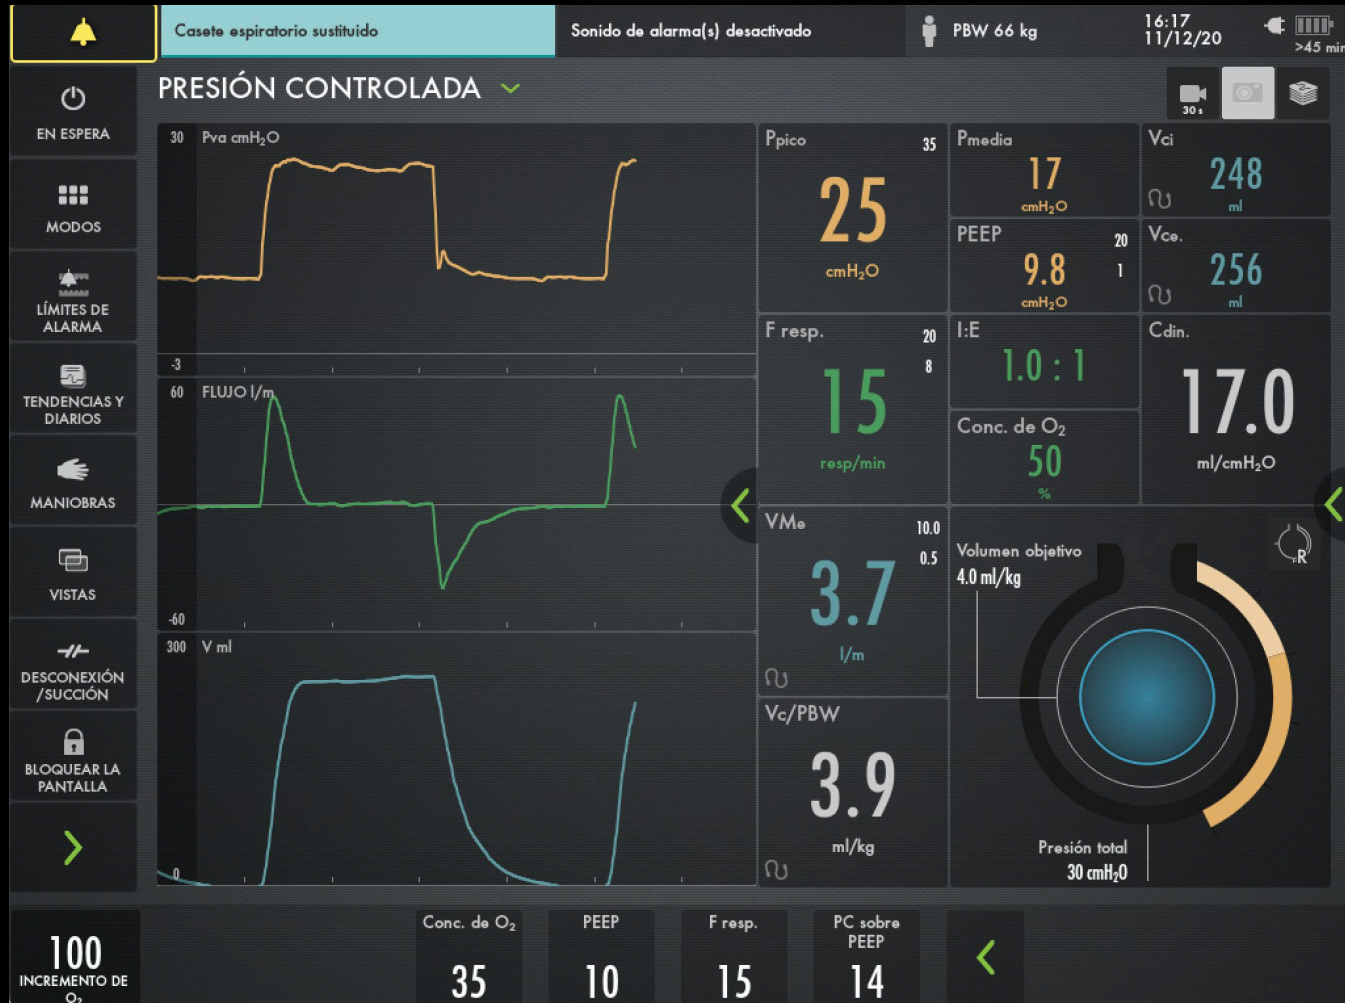 Casete espiratorio sustituido
Sonido de alarma(s) desactivado
PBW 66 kg
16:17
11/12/20
>45 min
EN ESPERA
MODOS
LÍMITES DE
ALARMA
TENDENCIAS Y
DIARIOS
MANIOBRAS
VISTAS
DESCONEXIÓN
/SUCCIÓN
BLOQUEAR LA
PANTALLA
PRESIÓN CONTROLADA
30 s
30 Pva cmH₂O
-3
60 FLUJO l/m
-60
300 V ml
0
Ppico 35
25
cmH₂O
Pmedia
17
cmH₂O
Vci
248
ml
PEEP 20
9.8 1
cmH₂O
Vce.
256
ml
F resp. 20
8
15
resp/min
I:E
1.0 : 1
Conc. de O₂
50
%
Cdin.
17.0
ml/cmH₂O
VMe 10.0
0.5
3.7
l/m
Vc/PBW
3.9
ml/kg
Volumen objetivo
4.0 ml/kg
R
Presión total
30 cmH₂O
100
INCREMENTO DE
O₂
Conc. de O₂
35
PEEP
10
F resp.
15
PC sobre
PEEP
14